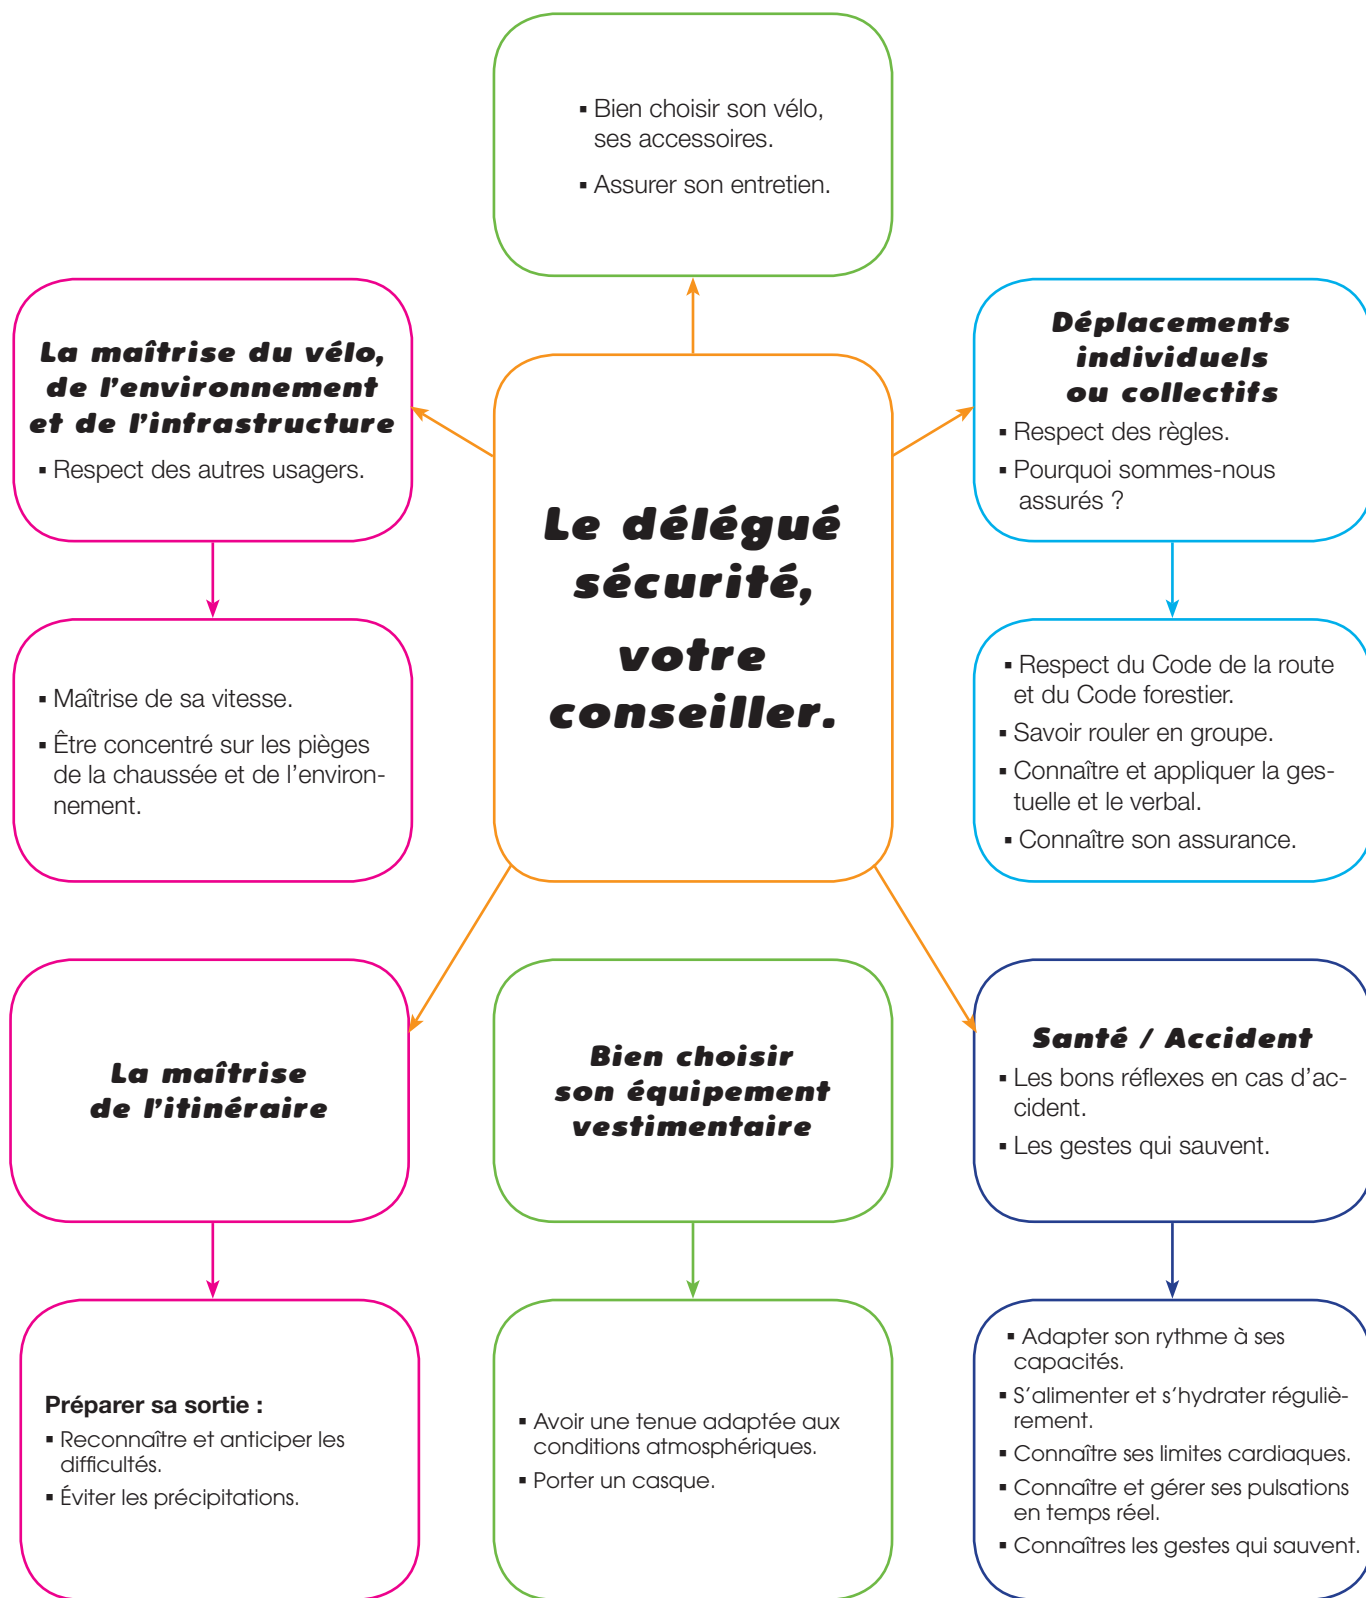 ▪ Bien choisir son vélo,
ses accessoires.
▪ Assurer son entretien.
La maîtrise du vélo,
de l’environnement
et de l’infrastructure
▪ Respect des autres usagers.
Déplacements
individuels
ou collectifs
▪ Respect des règles.
▪ Pourquoi sommes-nous
assurés ?
Le délégué
sécurité,
votre
conseiller.
▪ Maîtrise de sa vitesse.
▪ Être concentré sur les pièges
de la chaussée et de l’environ-
nement.
▪ Respect du Code de la route
et du Code forestier.
▪ Savoir rouler en groupe.
▪ Connaître et appliquer la ges-
tuelle et le verbal.
▪ Connaître son assurance.
La maîtrise
de l’itinéraire
Bien choisir
son équipement
vestimentaire
Santé / Accident
▪ Les bons réflexes en cas d’ac-
cident.
▪ Les gestes qui sauvent.
Préparer sa sortie :
▪ Reconnaître et anticiper les
difficultés.
▪ Éviter les précipitations.
▪ Avoir une tenue adaptée aux
conditions atmosphériques.
▪ Porter un casque.
▪ Adapter son rythme à ses
capacités.
▪ S’alimenter et s’hydrater réguliè-
rement.
▪ Connaître ses limites cardiaques.
▪ Connaître et gérer ses pulsations
en temps réel.
▪ Connaîtres les gestes qui sauvent.